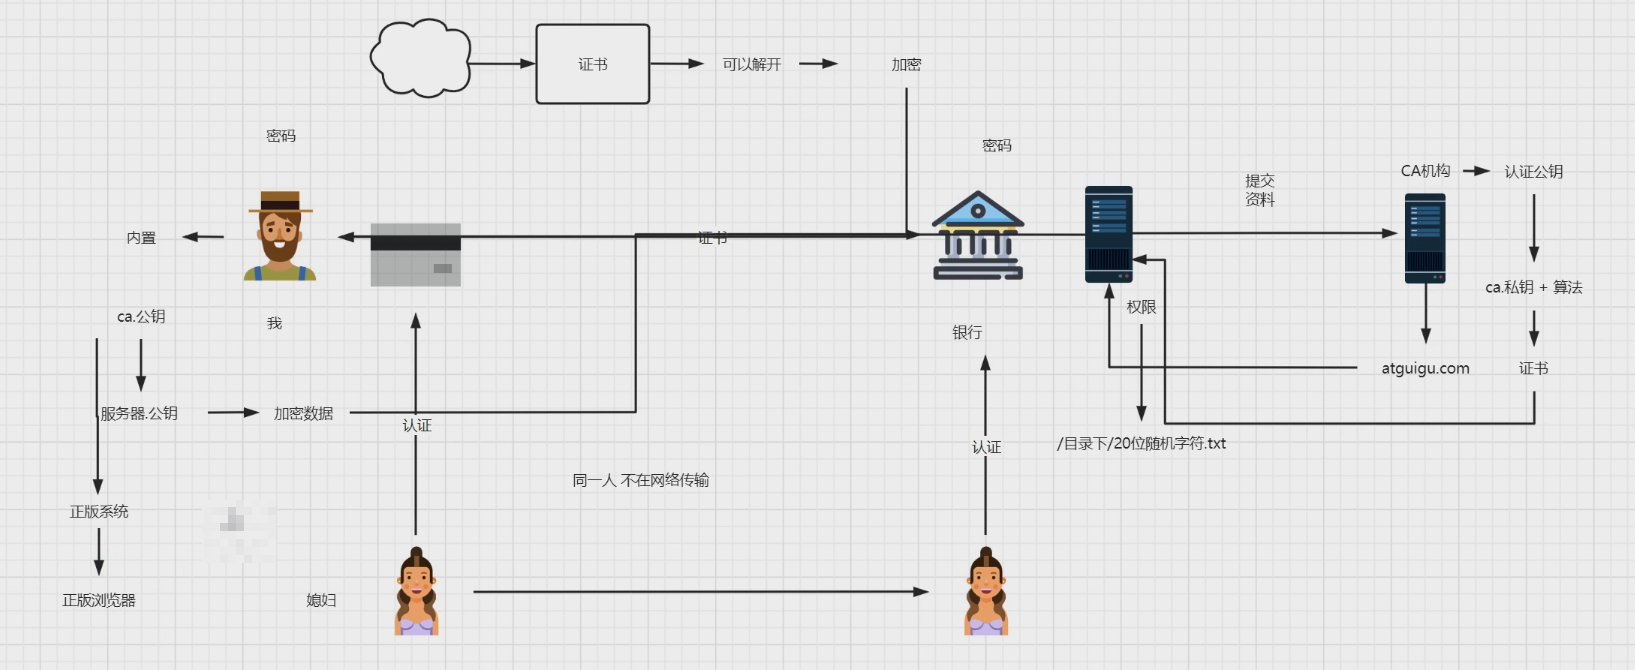 证书
可以解开
加密
密码
密码
CA机构
认证公钥
提交
资料
内置
证书
ca.私钥 + 算法
权限
ca.公钥
我
银行
atguigu.com
证书
服务器.公钥
加密数据
认证
认证
/目录下/20位随机字符.txt
同一人 不在网络传输
正版系统
正版浏览器
媳妇